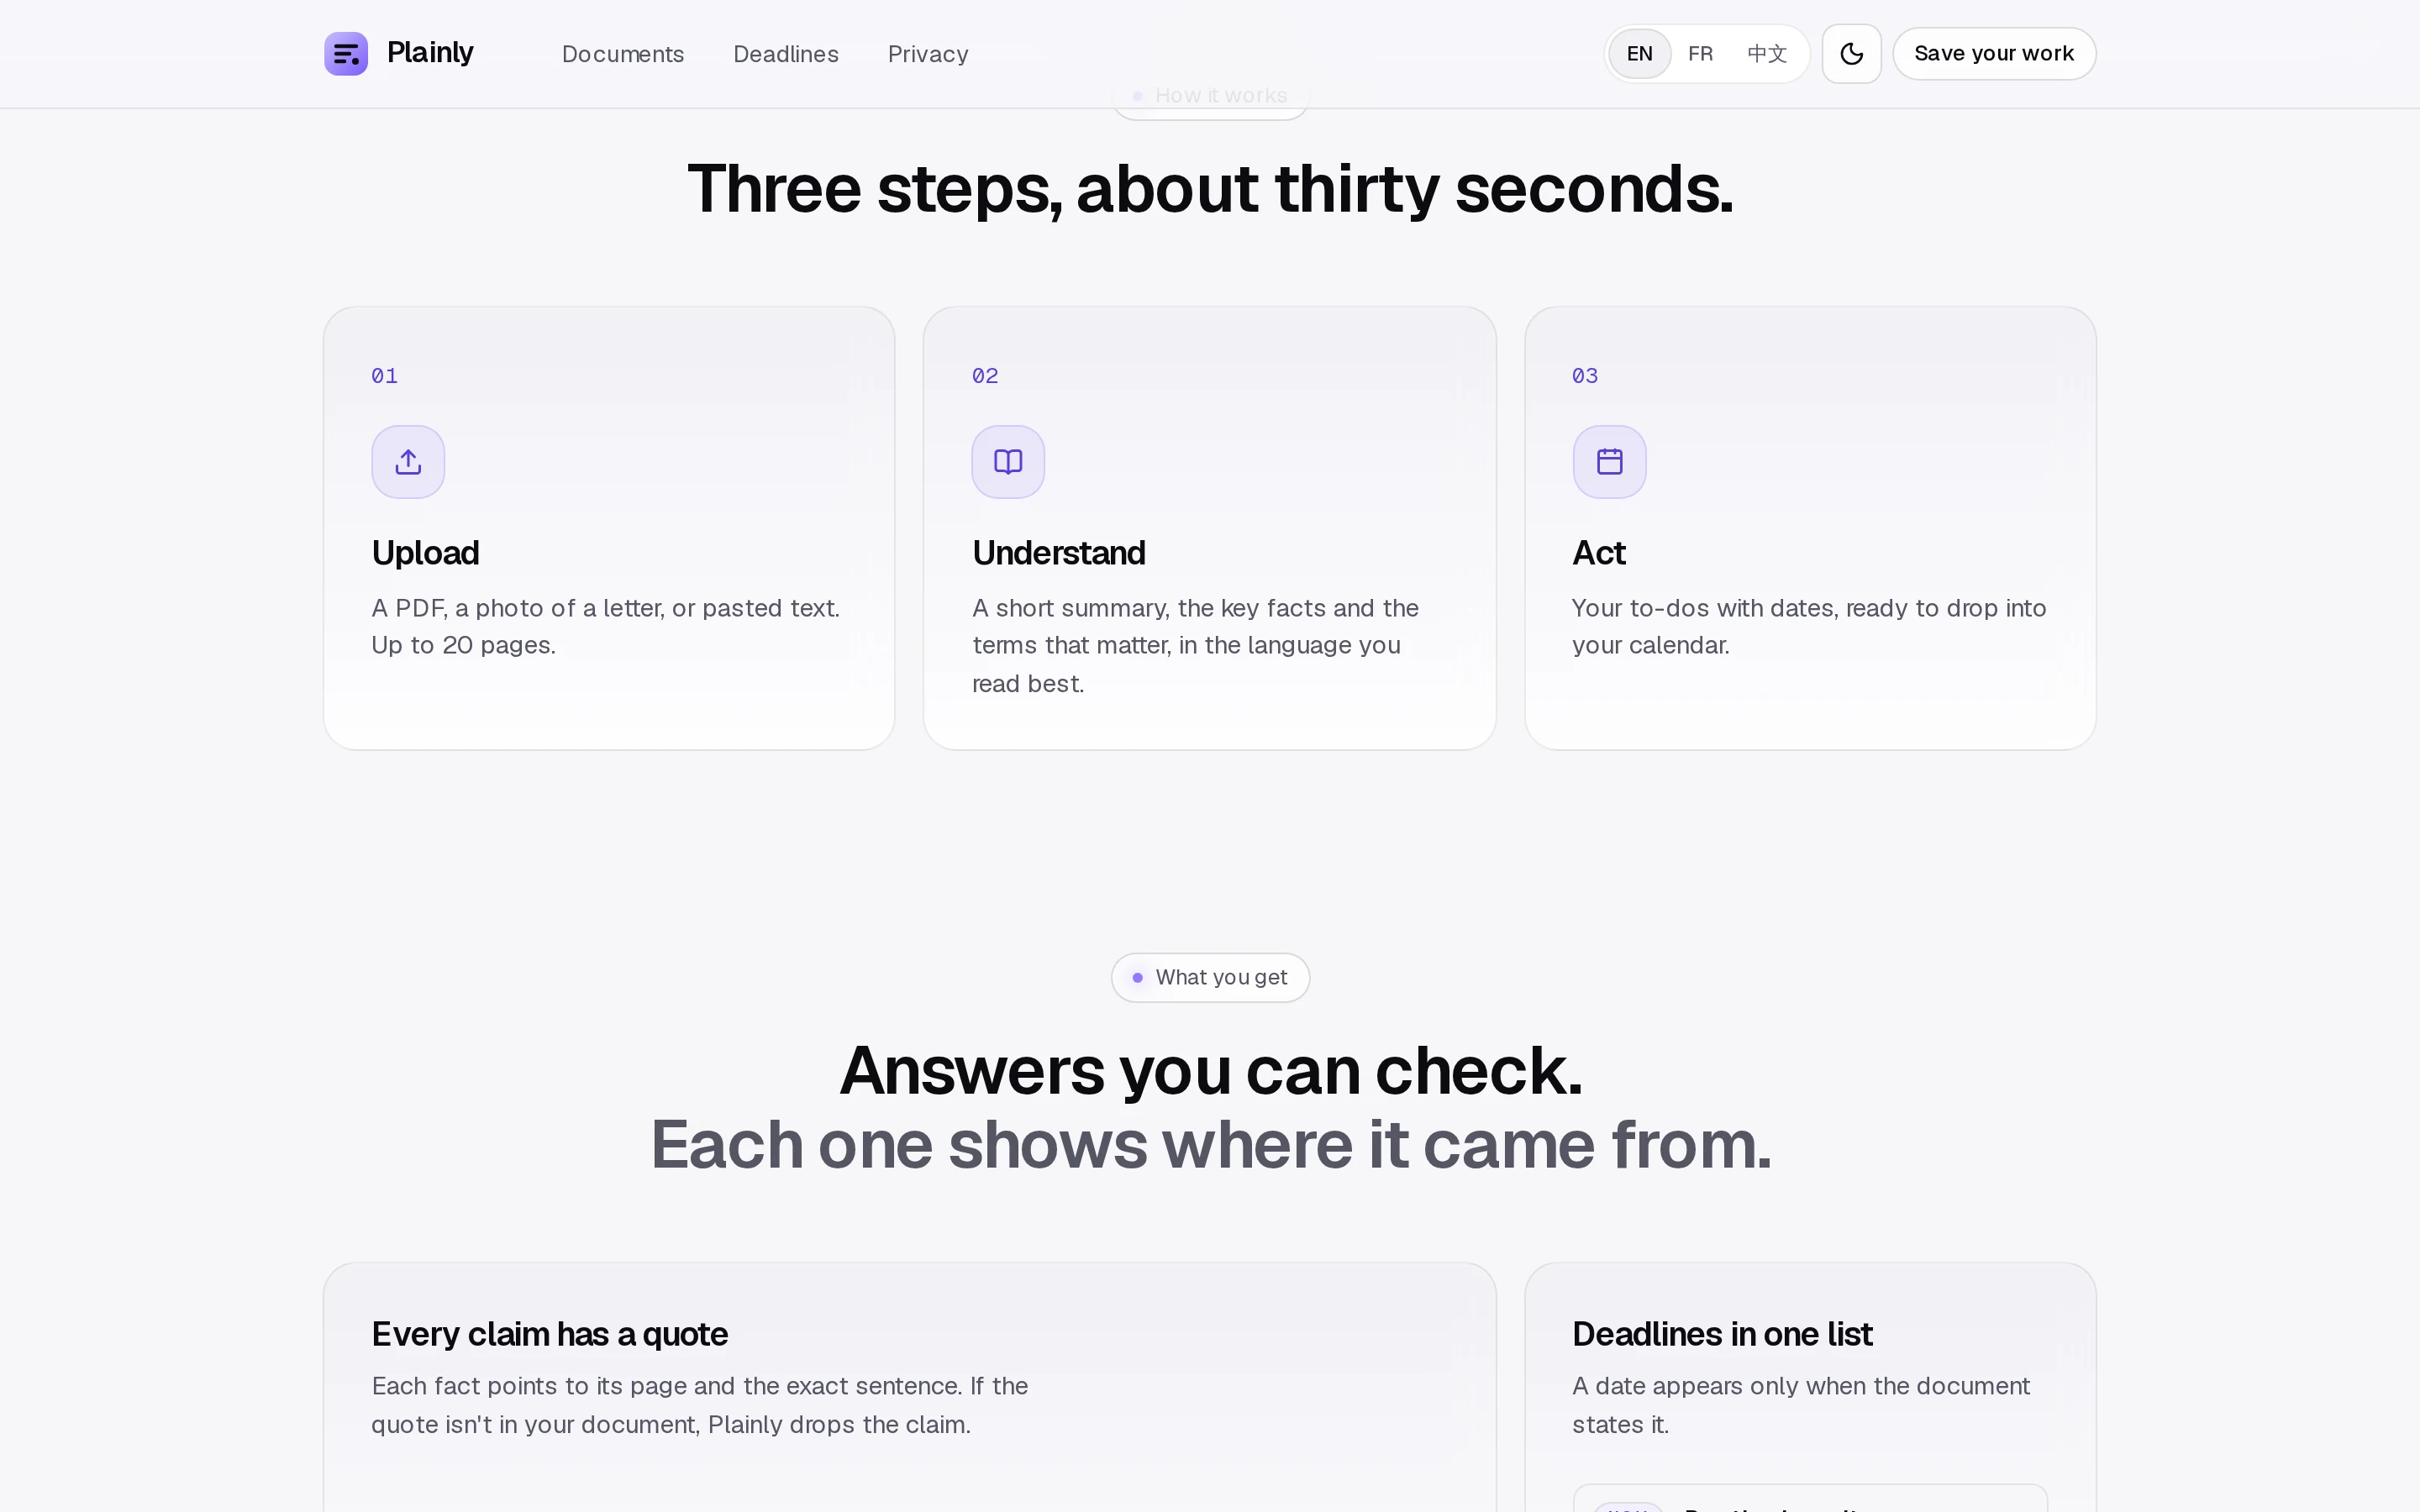 Plainly
Documents
Deadlines
Privacy
EN
FR
中文
Save your work
How it works
Three steps, about thirty seconds.
01
Upload
A PDF, a photo of a letter, or pasted text.
Up to 20 pages.
02
Understand
A short summary, the key facts and the
terms that matter, in the language you
read best.
03
Act
Your to-dos with dates, ready to drop into
your calendar.
What you get
Answers you can check.
Each one shows where it came from.
Every claim has a quote
Each fact points to its page and the exact sentence. If the
quote isn't in your document, Plainly drops the claim.
Deadlines in one list
A date appears only when the document
states it.